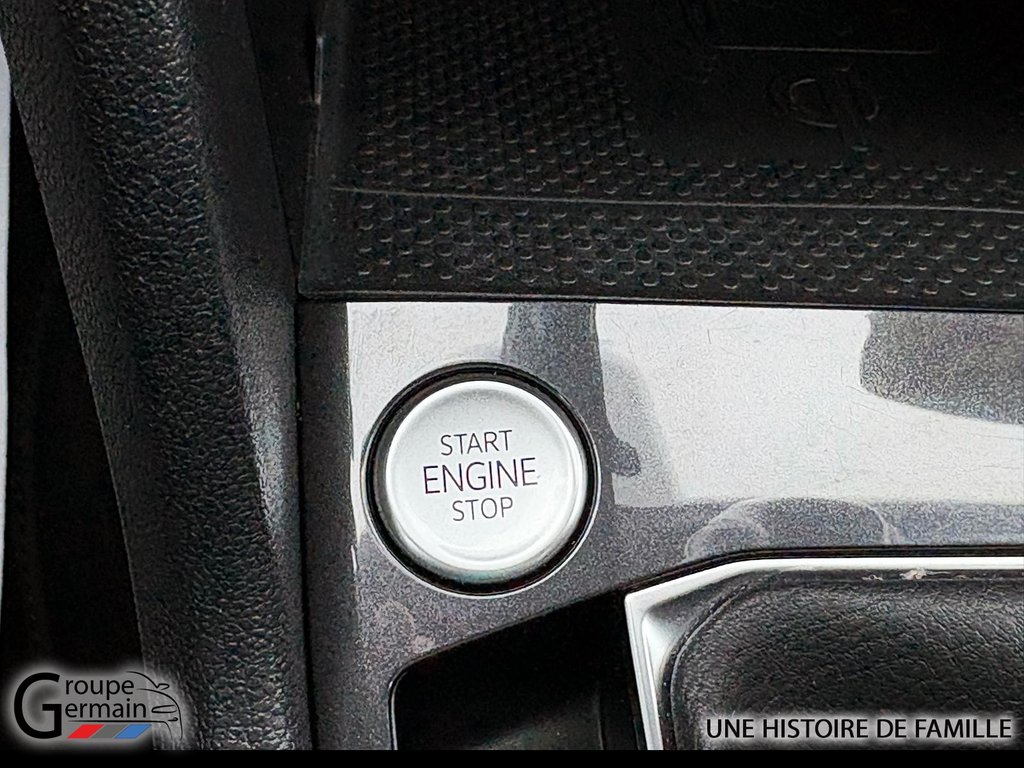 START
ENGINE
STOP
Groupe
Germain
UNE HISTOIRE DE FAMILLE